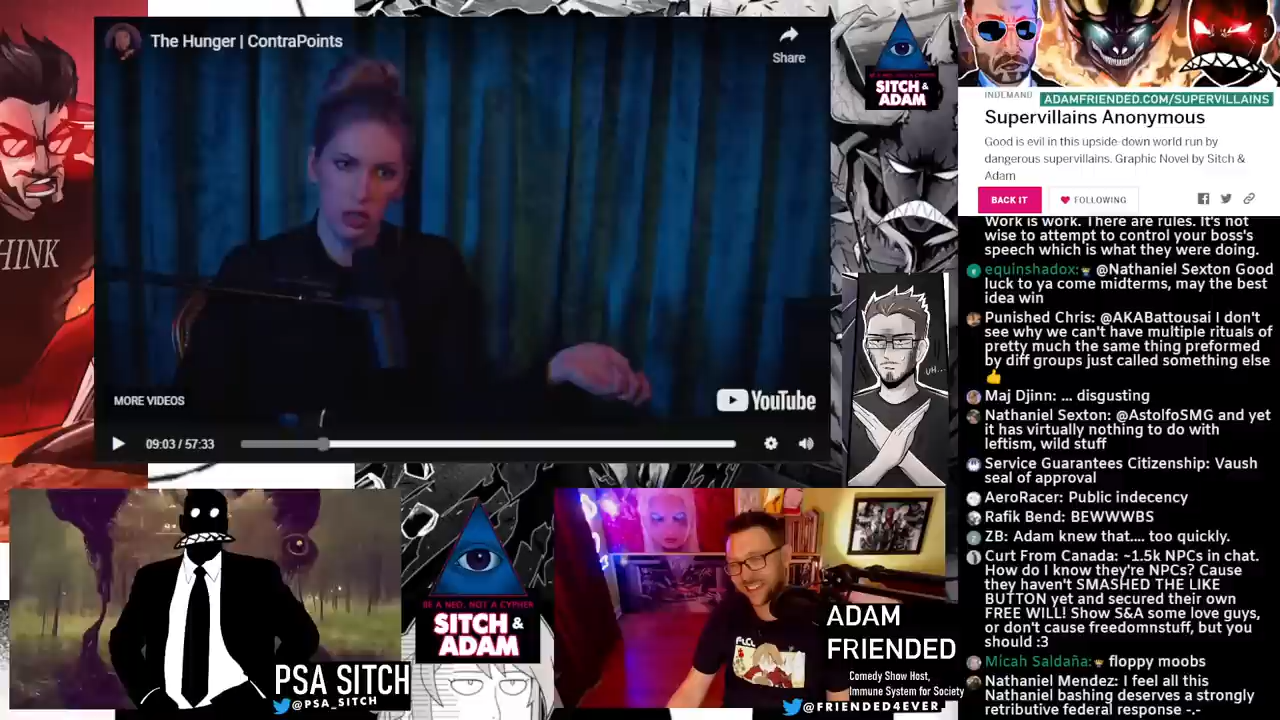 The Hunger | ContraPoints
Share
MORE VIDEOS
YouTube
09:03 / 57:33
HINK
BE A NEO, NOT A CYPHER
SITCH &
ADAM
UH...
INDEMAND
ADAMFRIENDED.COM/SUPERVILLAINS
Supervillains Anonymous
Good is evil in this upside-down world run by
dangerous supervillains. Graphic Novel by Sitch &
Adam
BACK IT
FOLLOWING
Work is work. There are rules. It's not
wise to attempt to control your boss's
speech which is what they were doing.
equinshadox: @Nathaniel Sexton Good
luck to ya come midterms, may the best
idea win
Punished Chris: @AKABattousai I don't
see why we can't have multiple rituals of
pretty much the same thing preformed
by diff groups just called something else
👍
Maj Djinn: ... disgusting
Nathaniel Sexton: @AstolfoSMG and yet
it has virtually nothing to do with
leftism, wild stuff
Service Guarantees Citizenship: Vaush
seal of approval
AeroRacer: Public indecency
Rafik Bend: BEWWWBS
ZB: Adam knew that.... too quickly.
Curt From Canada: ~1.5k NPCs in chat.
How do I know they're NPCs? Cause
they haven't SMASHED THE LIKE
BUTTON yet and secured their own
FREE WILL! Show S&A some love guys,
or don't cause freedomnstuff, but you
should :3
Micah Saldaña: floppy moobs
Nathaniel Mendez: I feel all this
Nathaniel bashing deserves a strongly
retributive federal response -.-
PSA SITCH
@PSA_SITCH
BE A NEO, NOT A CYPHER
SITCH &
ADAM
ADAM
FRIENDED
Comedy Show Host,
Immune System for Society
@FRIENDED4EVER